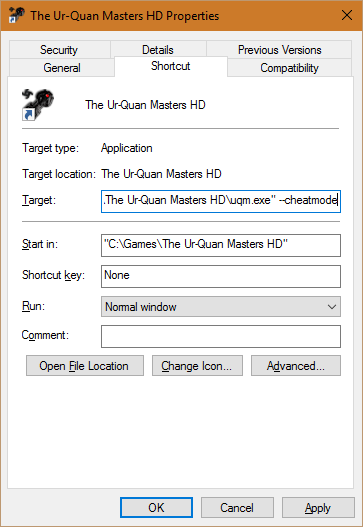 The Ur-Quan Masters HD Properties
Security Details Previous Versions
General Shortcut Compatibility
The Ur-Quan Masters HD
Target type: Application
Target location: The Ur-Quan Masters HD
Target: .The Ur-Quan Masters HD\uqm.exe" --cheatmode
Start in: "C:\Games\The Ur-Quan Masters HD"
Shortcut key: None
Run: Normal window
Comment:
Open File Location Change Icon... Advanced...
OK Cancel Apply